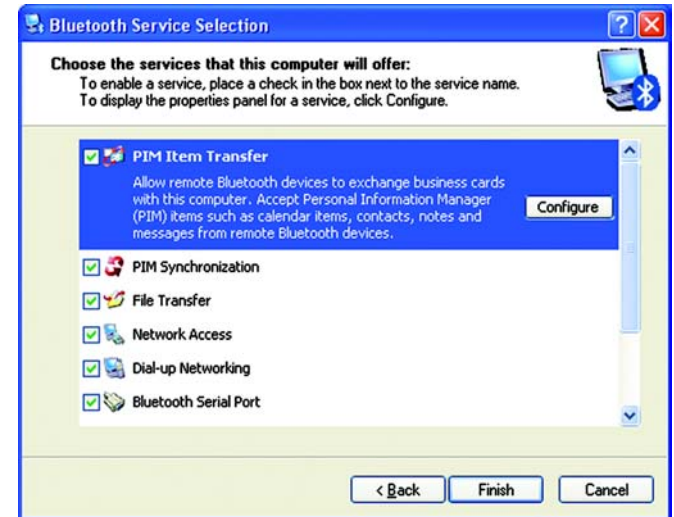 Bluetooth Service Selection
Choose the services that this computer will offer:
To enable a service, place a check in the box next to the service name.
To display the properties panel for a service, click Configure.
PIM Item Transfer
Allow remote Bluetooth devices to exchange business cards
with this computer. Accept Personal Information Manager
(PIM) items such as calendar items, contacts, notes and
messages from remote Bluetooth devices.
Configure
PIM Synchronization
File Transfer
Network Access
Dial-up Networking
Bluetooth Serial Port
< Back Finish Cancel